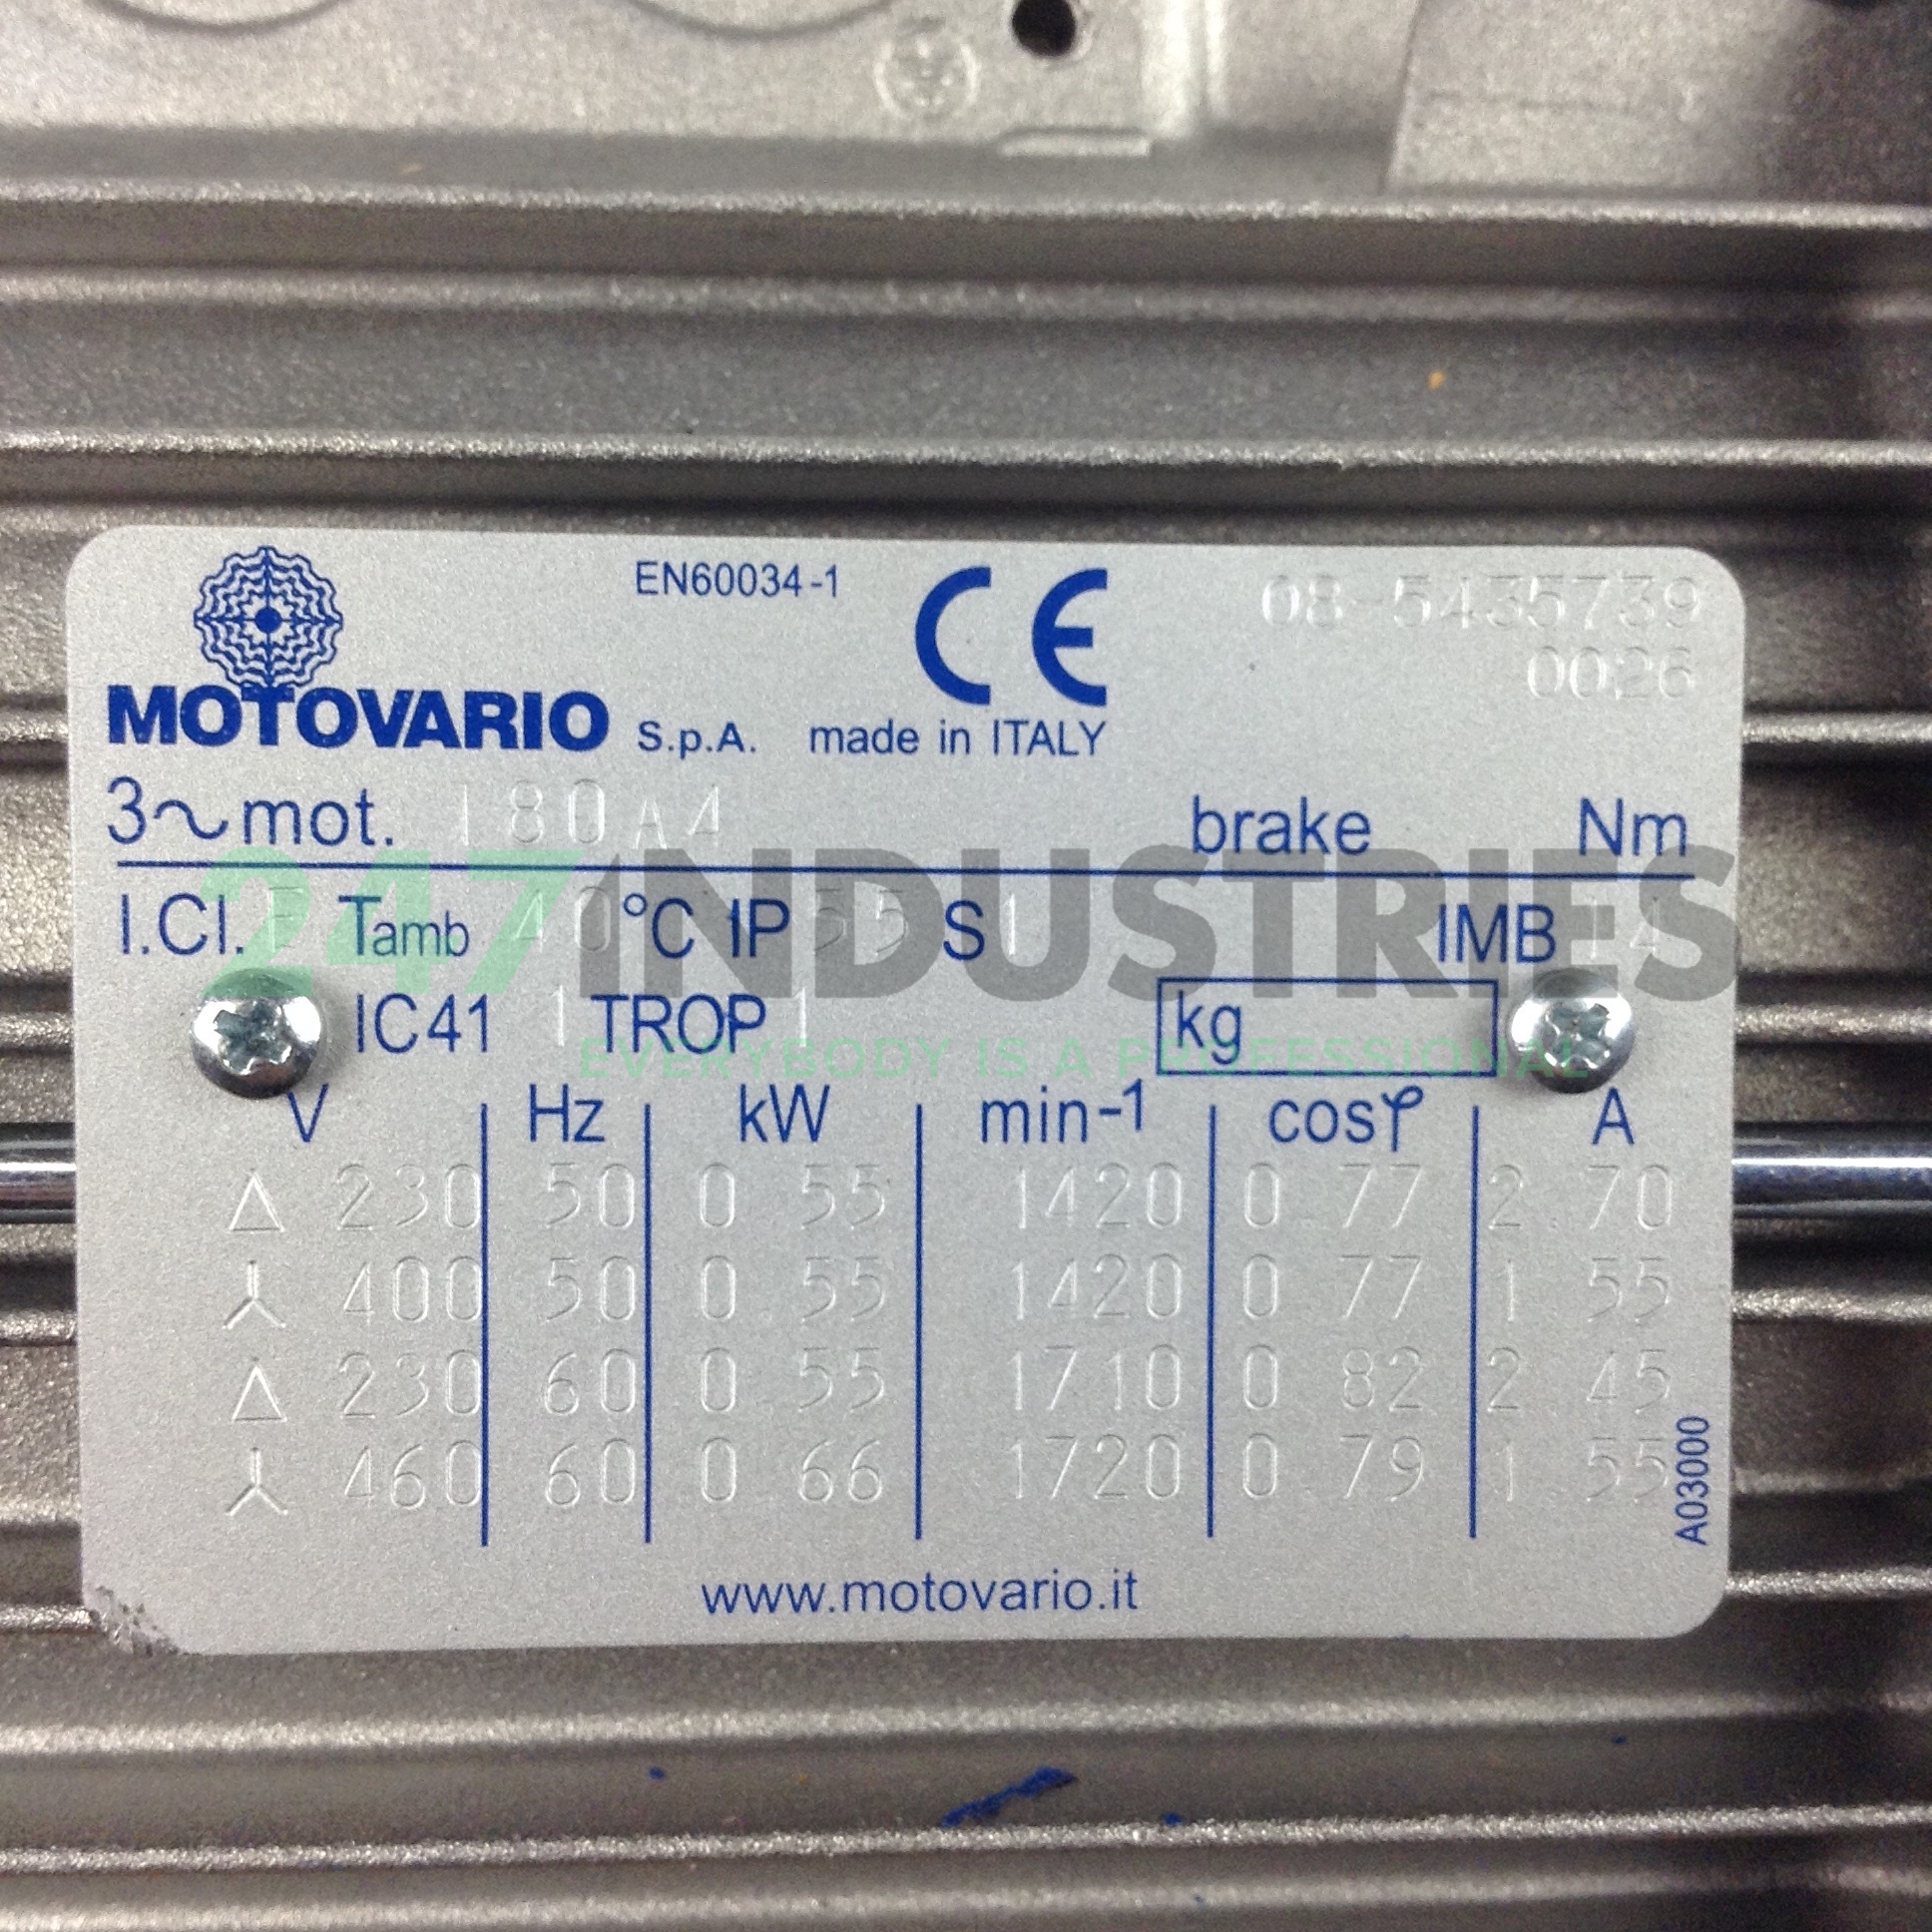 EN60034-1 CE 08-5435739
0026
MOTOVARIO S.p.A. made in ITALY
3~mot. T80A4 brake Nm
247INDUSTRIES
I.Cl.F Tamb 40 °C IP 55 S1 IMB 14
IC41 1 TROP 1 kg
EVERYBODY IS A PROFESSIONAL
V Hz kW min-1 cosφ A
△ 230 50 0.55 1420 0.77 2.70
⅄ 400 50 0.55 1420 0.77 1.55
△ 230 60 0.55 1710 0.82 2.45
⅄ 460 60 0.66 1720 0.79 1.55
A03000
www.motovario.it